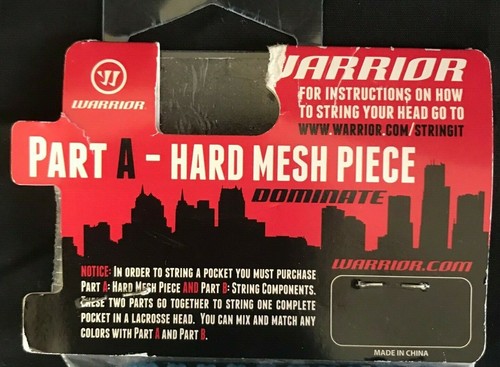 WARRIOR
WARRIOR
FOR INSTRUCTIONS ON HOW
TO STRING YOUR HEAD GO TO
WWW.WARRIOR.COM/STRINGIT
PART A - HARD MESH PIECE
DOMINATE
NOTICE: IN ORDER TO STRING A POCKET YOU MUST PURCHASE
PART A: HARD MESH PIECE AND PART B: STRING COMPONENTS.
THESE TWO PARTS GO TOGETHER TO STRING ONE COMPLETE
POCKET IN A LACROSSE HEAD. YOU CAN MIX AND MATCH ANY
COLORS WITH PART A AND PART B.
WARRIOR.COM
MADE IN CHINA